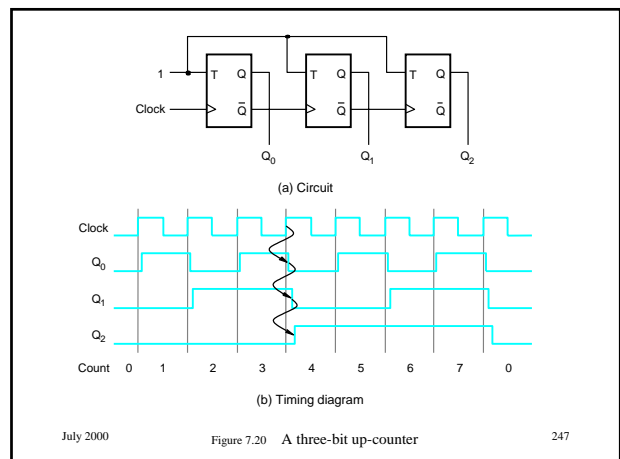 1 T Q T Q T Q
Clock Q Q Q
Q0 Q1 Q2
(a) Circuit
Clock
Q0
Q1
Q2
Count 0 1 2 3 4 5 6 7 0
(b) Timing diagram
July 2000 Figure 7.20 A three-bit up-counter 247